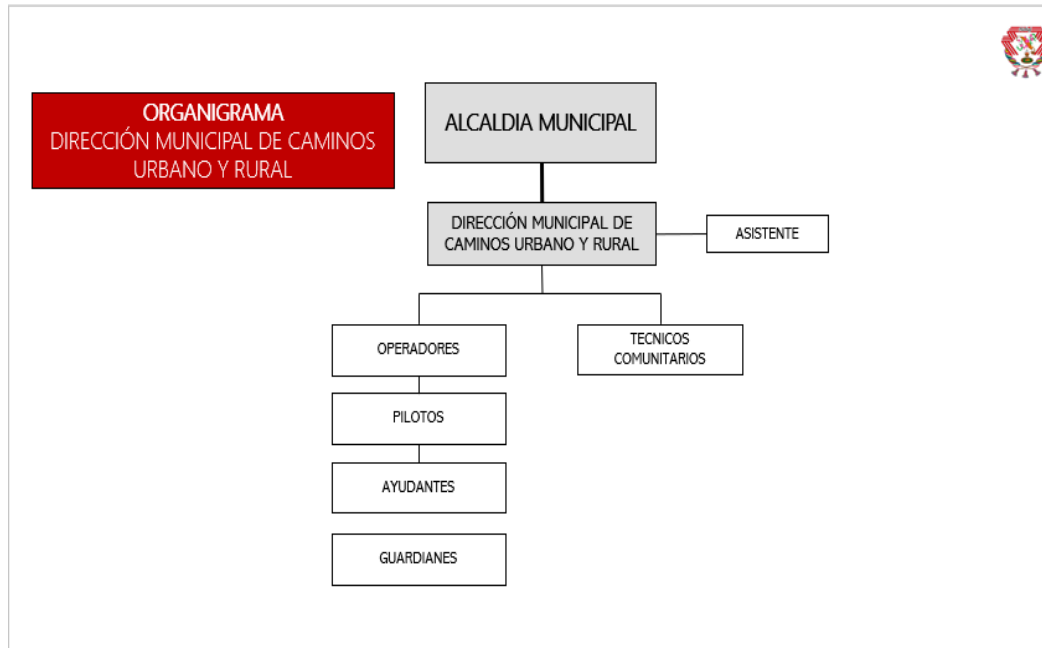 ORGANIGRAMA
DIRECCIÓN MUNICIPAL DE CAMINOS
URBANO Y RURAL
ALCALDIA MUNICIPAL
DIRECCIÓN MUNICIPAL DE
CAMINOS URBANO Y RURAL
ASISTENTE
OPERADORES
TECNICOS
COMUNITARIOS
PILOTOS
AYUDANTES
GUARDIANES